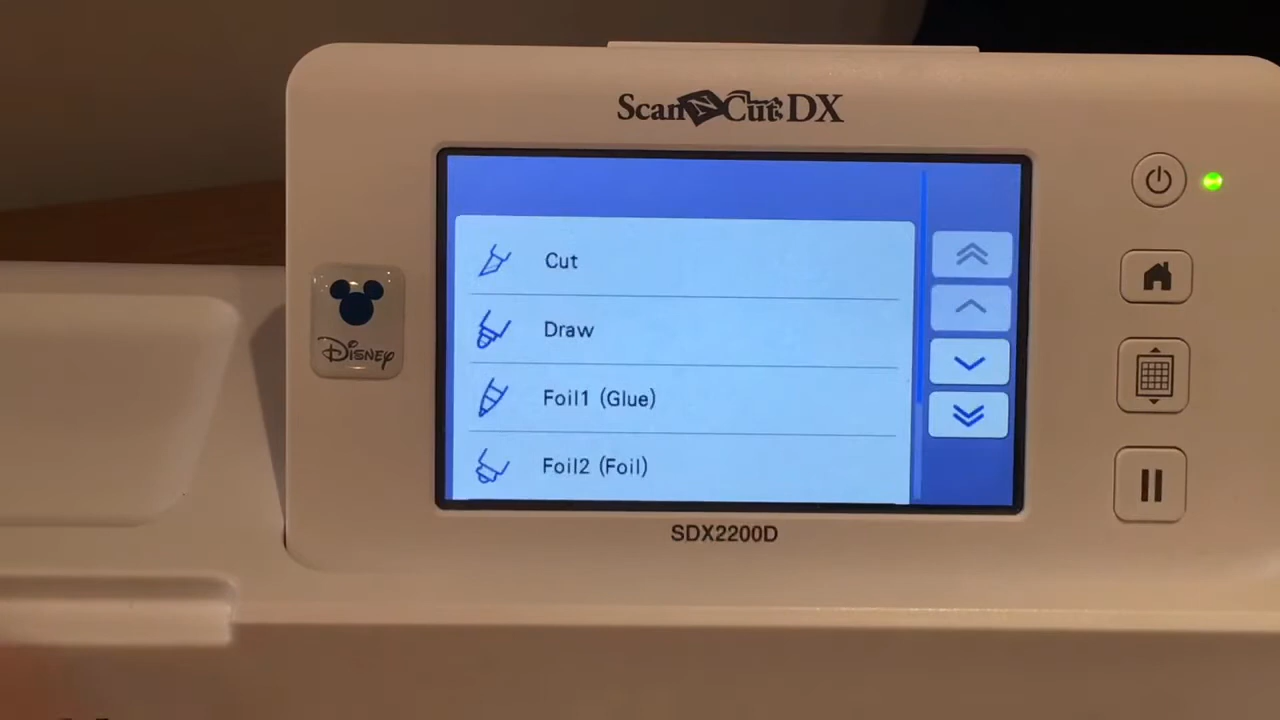 ScanNCut DX
Cut
Draw
Foil1 (Glue)
Foil2 (Foil)
Disney
SDX2200D